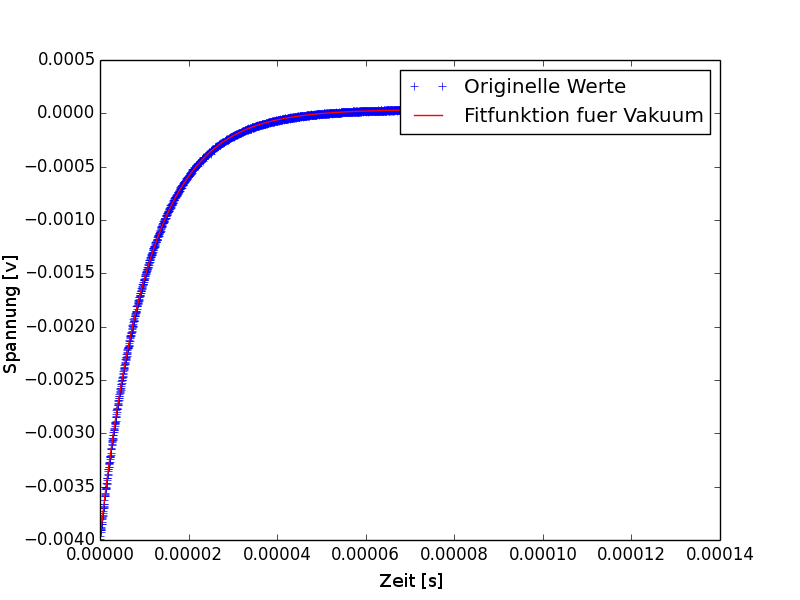 0.0005
0.0000
−0.0005
−0.0010
−0.0015
−0.0020
−0.0025
−0.0030
−0.0035
−0.0040
Spannung [v]
Originelle Werte
Fitfunktion fuer Vakuum
0.00000 0.00002 0.00004 0.00006 0.00008 0.00010 0.00012 0.00014
Zeit [s]